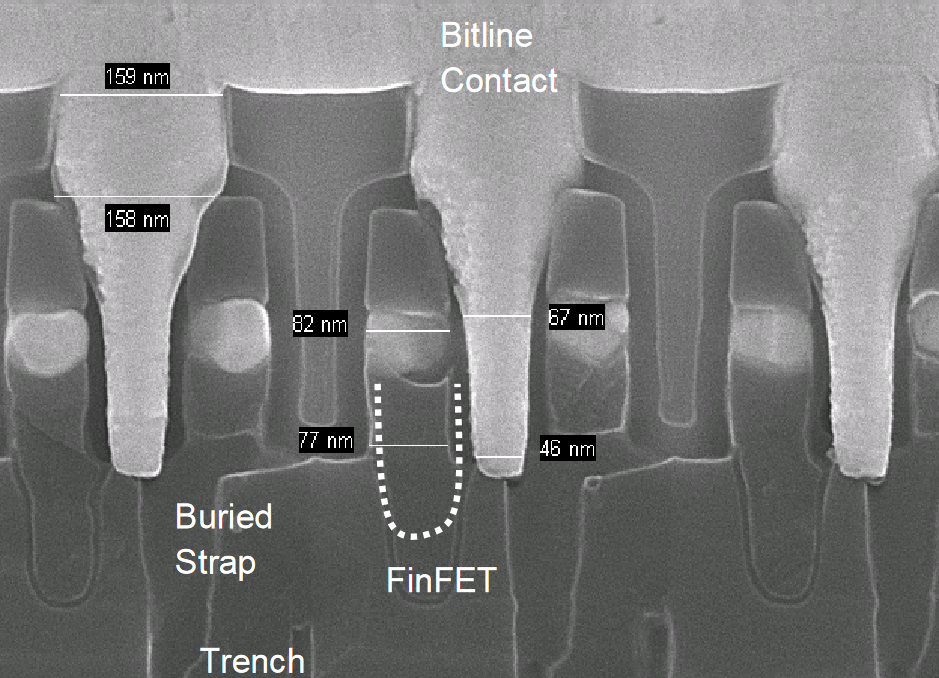 Bitline
Contact
159 nm
158 nm
82 nm
67 nm
77 nm
46 nm
Buried
Strap
FinFET
Trench